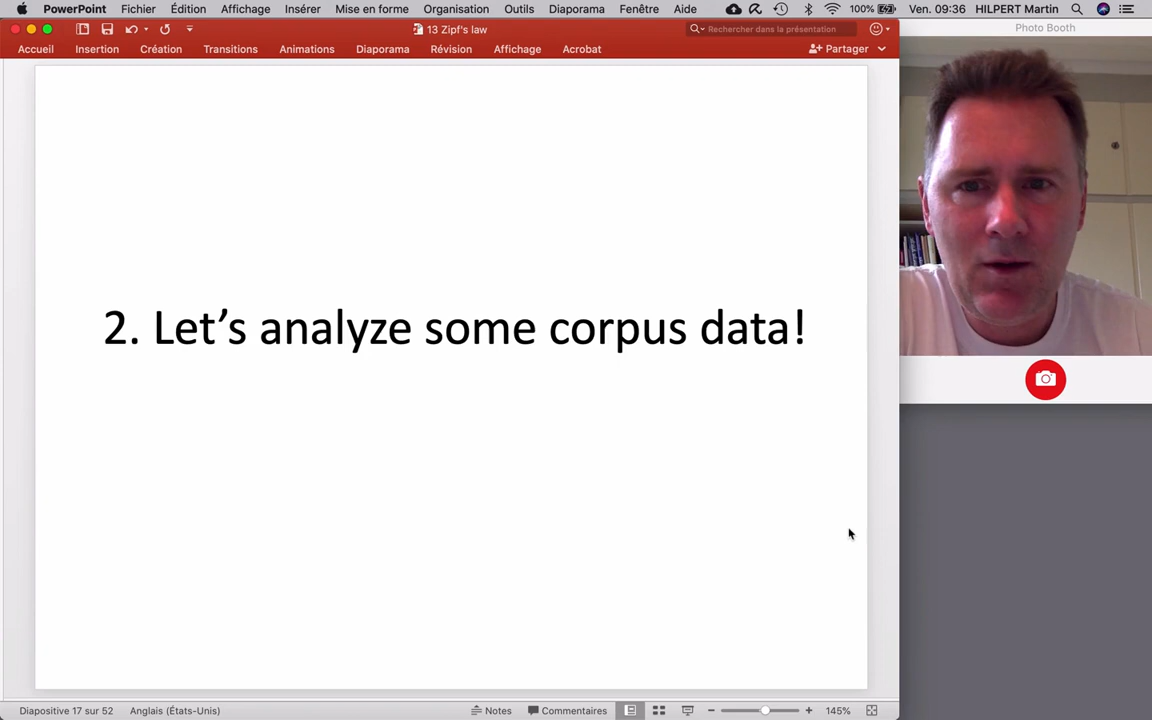 PowerPoint Fichier Édition Affichage Insérer Mise en forme Organisation Outils Diaporama Fenêtre Aide 100% Ven. 09:36 HILPERT Martin
13 Zipf's law
Rechercher dans la présentation
Photo Booth
Accueil Insertion Création Transitions Animations Diaporama Révision Affichage Acrobat Partager
2. Let's analyze some corpus data!
Diapositive 17 sur 52 Anglais (États-Unis) Notes Commentaires 145%